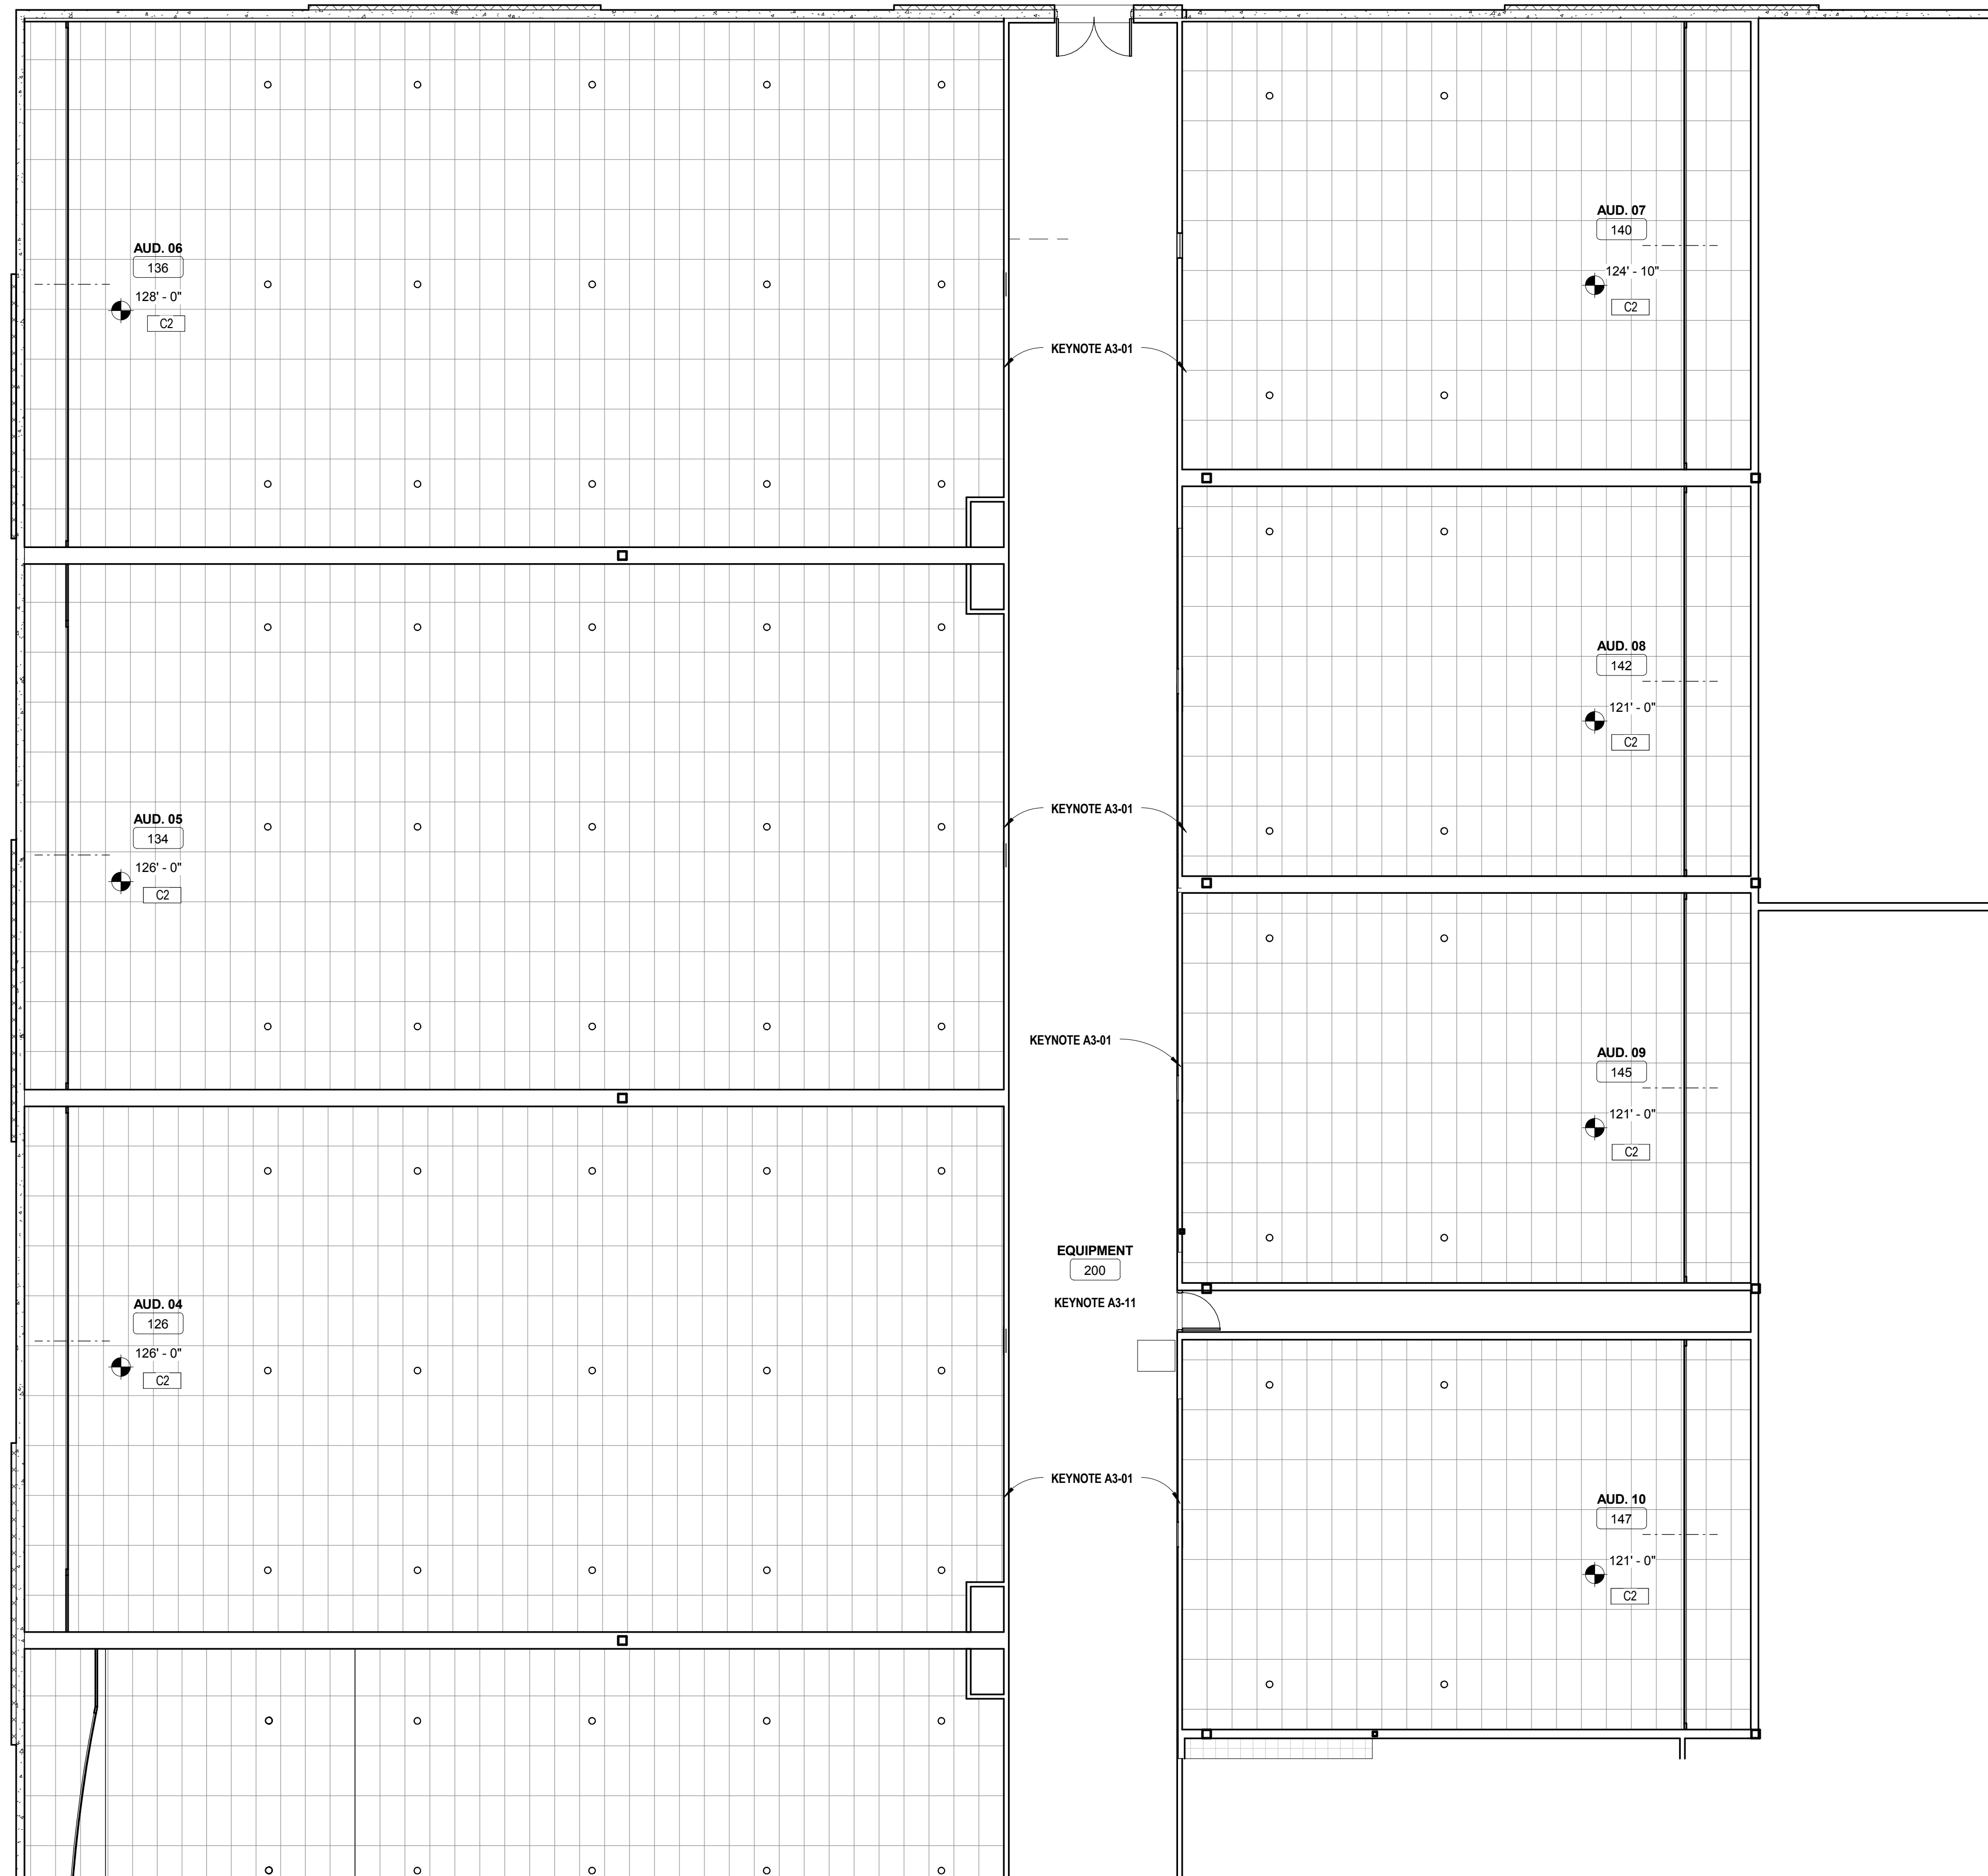 AUD. 06
136
128' - 0"
C2
AUD. 07
140
124' - 10"
C2
KEYNOTE A3-01
AUD. 08
142
121' - 0"
C2
AUD. 05
134
126' - 0"
C2
KEYNOTE A3-01
KEYNOTE A3-01
AUD. 09
145
121' - 0"
C2
EQUIPMENT
200
KEYNOTE A3-11
AUD. 04
126
126' - 0"
C2
KEYNOTE A3-01
AUD. 10
147
121' - 0"
C2